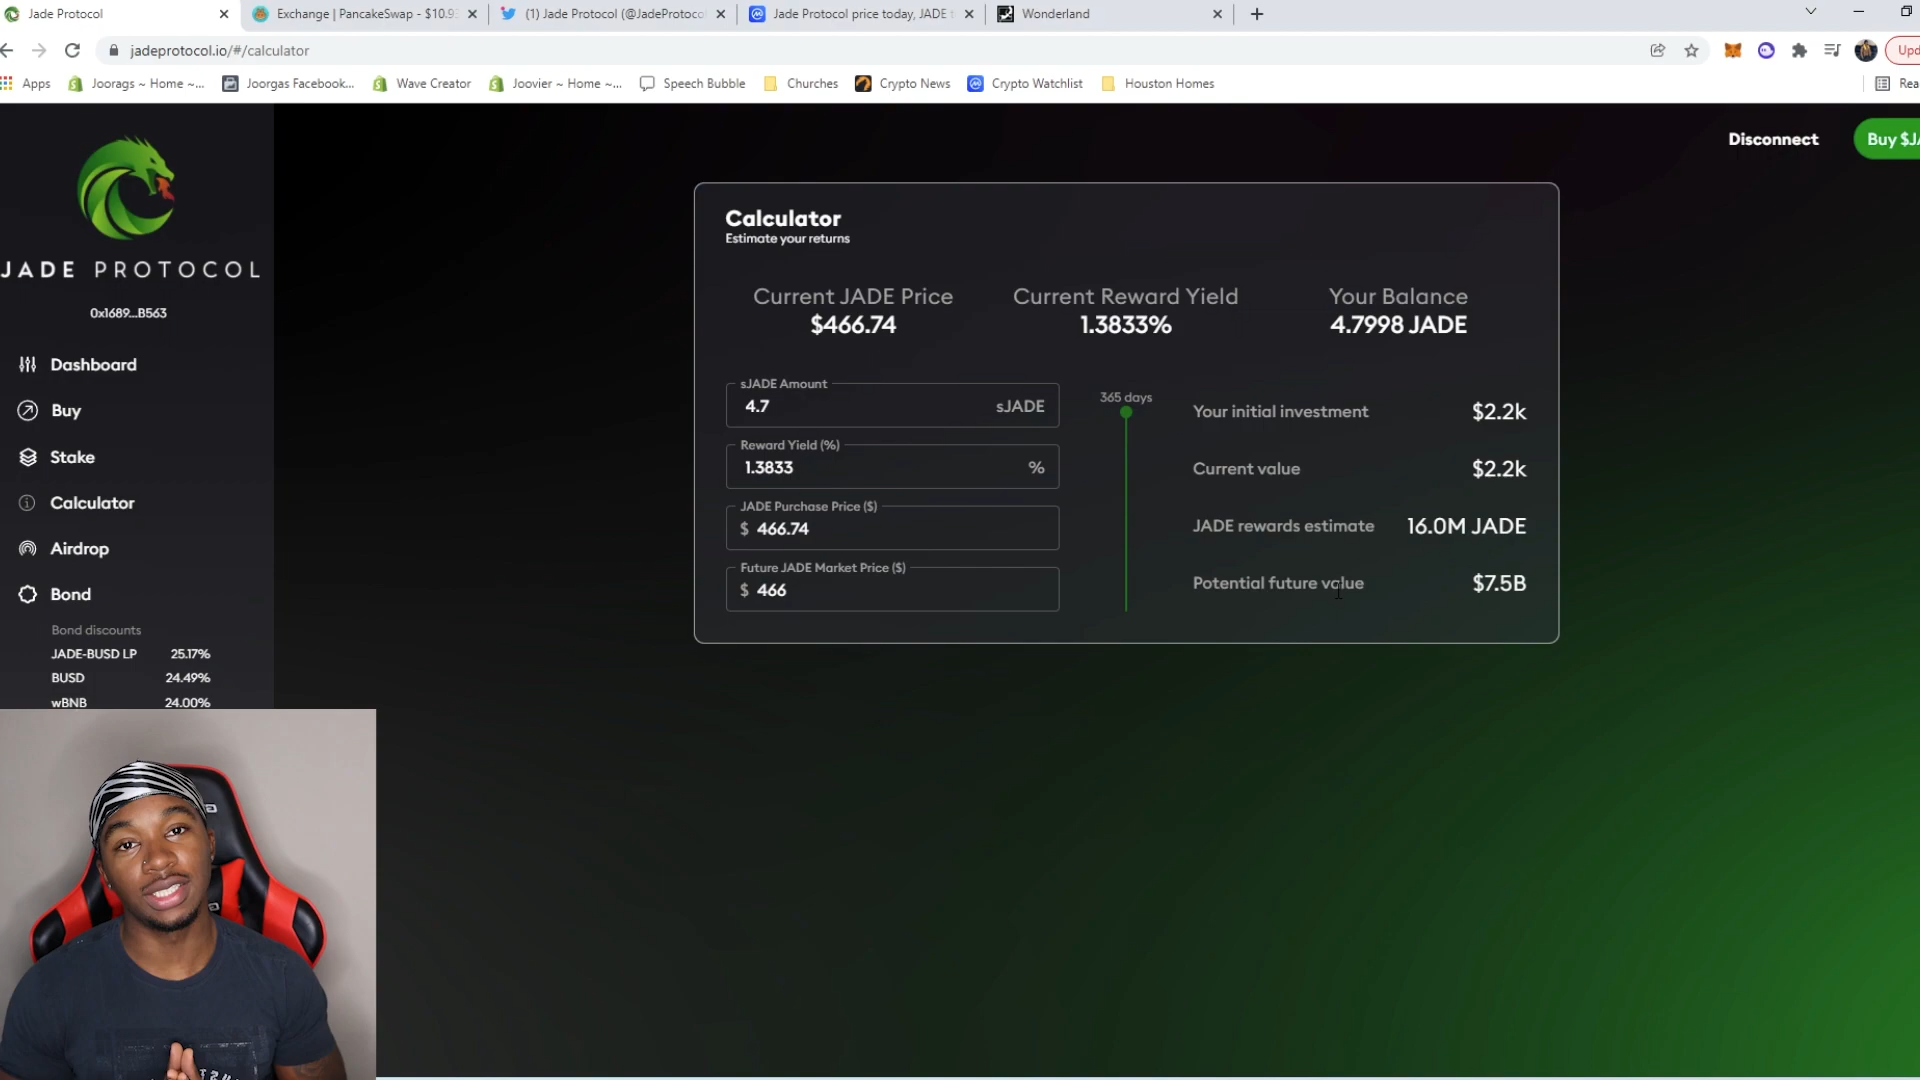 Jade Protocol
Exchange | PancakeSwap - $10.93
(1) Jade Protocol (@JadeProtoco
Jade Protocol price today, JADE t
Wonderland
jadeprotocol.io/#/calculator
Upd
Apps
Joorags ~ Home ~...
Joorgas Facebook...
Wave Creator
Joovier ~ Home ~...
Speech Bubble
Churches
Crypto News
Crypto Watchlist
Houston Homes
Rea
Disconnect
Buy $JA
JADE PROTOCOL
0x1689...B563
Dashboard
Buy
Stake
Calculator
Airdrop
Bond
Bond discounts
JADE-BUSD LP 25.17%
BUSD 24.49%
wBNB 24.00%
Calculator
Estimate your returns
Current JADE Price
$466.74
Current Reward Yield
1.3833%
Your Balance
4.7998 JADE
sJADE Amount
4.7 sJADE
Reward Yield (%)
1.3833 %
JADE Purchase Price ($)
$ 466.74
Future JADE Market Price ($)
$ 466
365 days
Your initial investment $2.2k
Current value $2.2k
JADE rewards estimate 16.0M JADE
Potential future value $7.5B